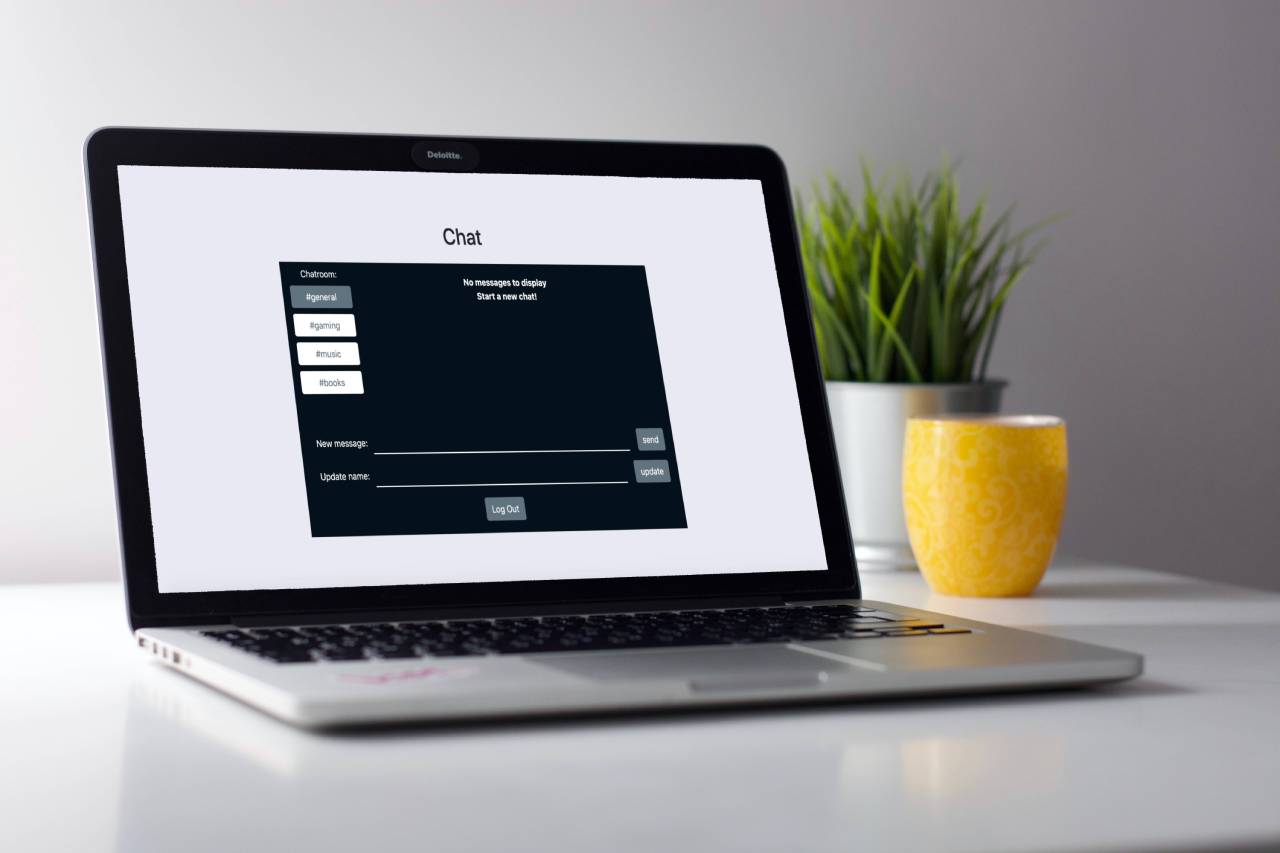 Deloitte.
Chat
Chatroom:
#general
#gaming
#music
#books
No messages to display
Start a new chat!
New message:
send
Update name:
update
Log Out